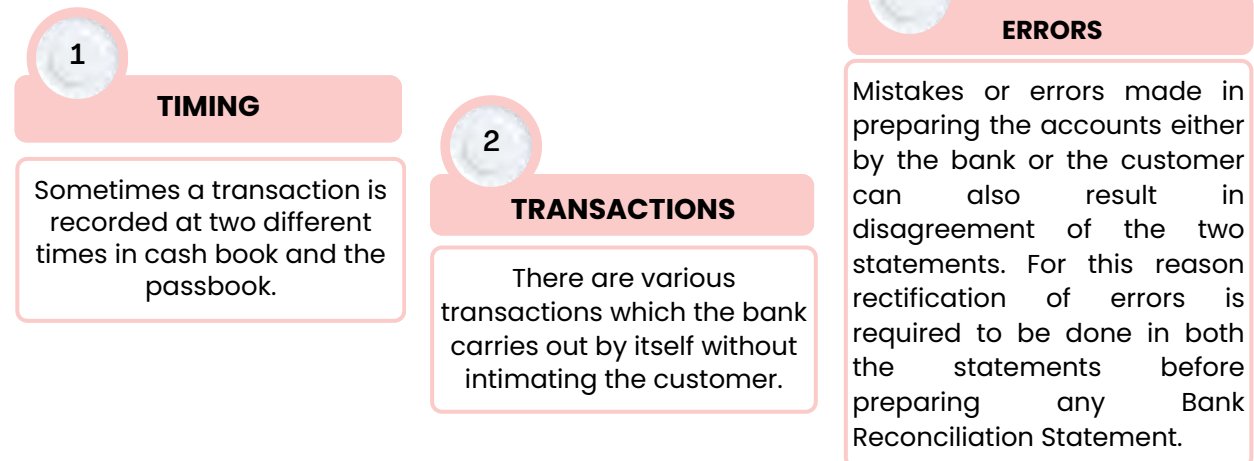 1
TIMING
Sometimes a transaction is
recorded at two different
times in cash book and the
passbook.
2
TRANSACTIONS
There are various
transactions which the bank
carries out by itself without
intimating the customer.
ERRORS
Mistakes or errors made in
preparing the accounts either
by the bank or the customer
can also result in
disagreement of the two
statements. For this reason
rectification of errors is
required to be done in both
the statements before
preparing any Bank
Reconciliation Statement.